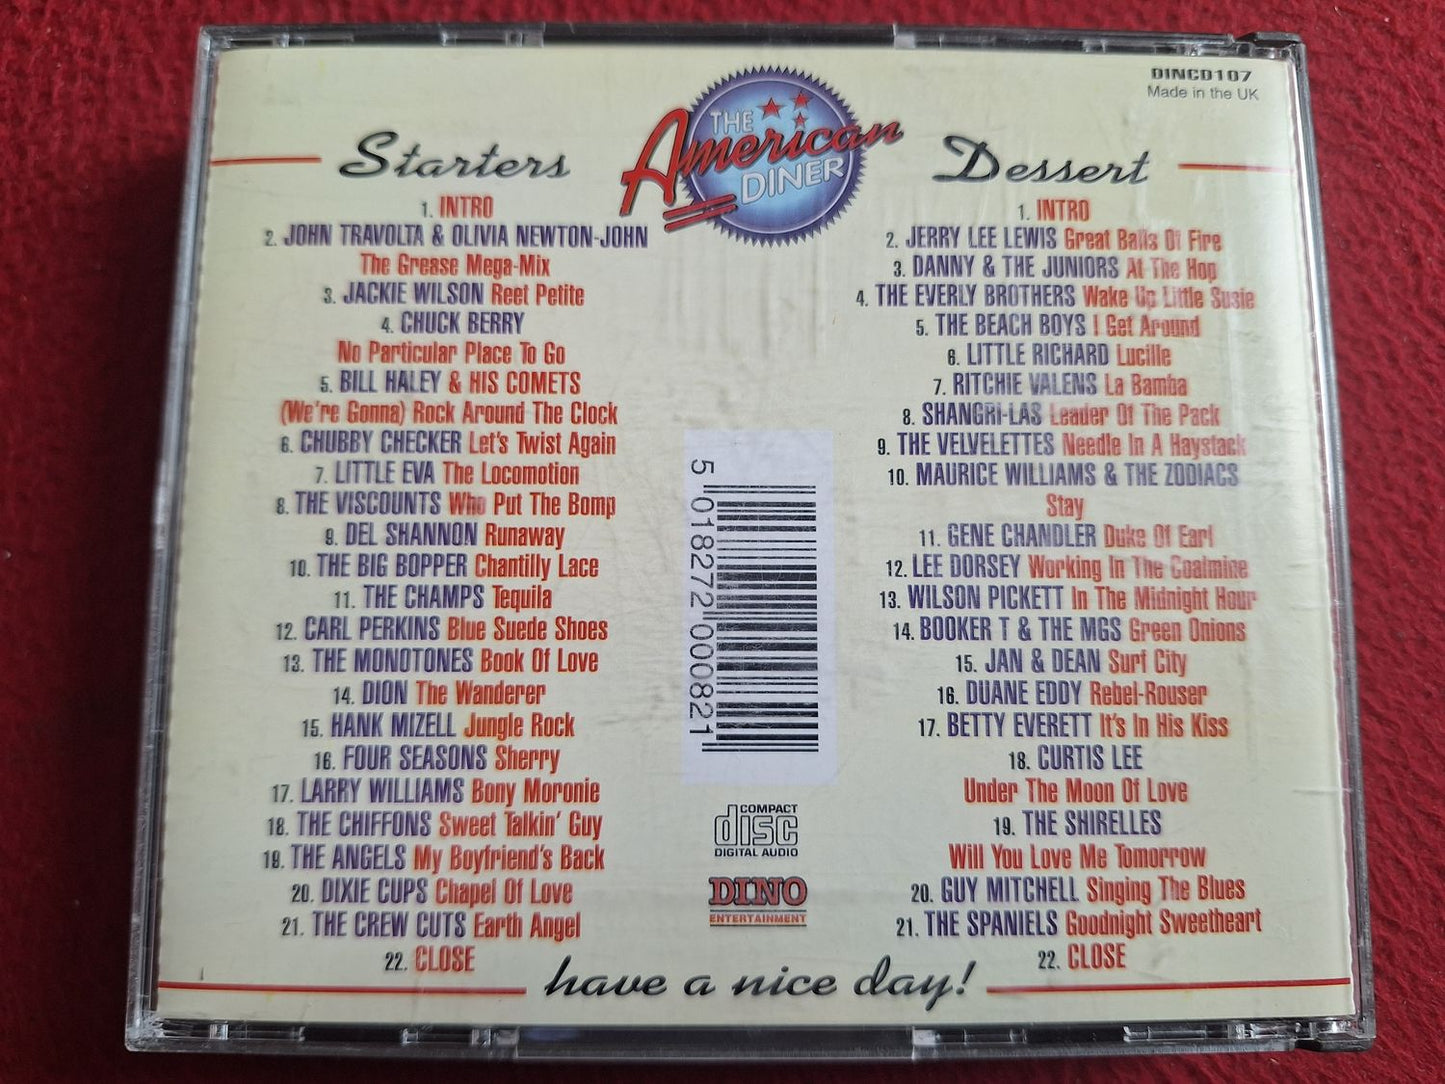 DINCD107
Made in the UK
THE
American
DINER
Starters
1. INTRO
2. JOHN TRAVOLTA & OLIVIA NEWTON-JOHN
The Grease Mega-Mix
3. JACKIE WILSON Reet Petite
4. CHUCK BERRY
No Particular Place To Go
5. BILL HALEY & HIS COMETS
(We're Gonna) Rock Around The Clock
6. CHUBBY CHECKER Let's Twist Again
7. LITTLE EVA The Locomotion
8. THE VISCOUNTS Who Put The Bomp
9. DEL SHANNON Runaway
10. THE BIG BOPPER Chantilly Lace
11. THE CHAMPS Tequila
12. CARL PERKINS Blue Suede Shoes
13. THE MONOTONES Book Of Love
14. DION The Wanderer
15. HANK MIZELL Jungle Rock
16. FOUR SEASONS Sherry
17. LARRY WILLIAMS Bony Moronie
18. THE CHIFFONS Sweet Talkin' Guy
19. THE ANGELS My Boyfriend's Back
20. DIXIE CUPS Chapel Of Love
21. THE CREW CUTS Earth Angel
22. CLOSE
Dessert
1. INTRO
2. JERRY LEE LEWIS Great Balls Of Fire
3. DANNY & THE JUNIORS At The Hop
4. THE EVERLY BROTHERS Wake Up Little Susie
5. THE BEACH BOYS I Get Around
6. LITTLE RICHARD Lucille
7. RITCHIE VALENS La Bamba
8. SHANGRI-LAS Leader Of The Pack
9. THE VELVELETTES Needle In A Haystack
10. MAURICE WILLIAMS & THE ZODIACS
Stay
11. GENE CHANDLER Duke Of Earl
12. LEE DORSEY Working In The Coalmine
13. WILSON PICKETT In The Midnight Hour
14. BOOKER T & THE MGS Green Onions
15. JAN & DEAN Surf City
16. DUANE EDDY Rebel-Rouser
17. BETTY EVERETT It's In His Kiss
18. CURTIS LEE
Under The Moon Of Love
19. THE SHIRELLES
Will You Love Me Tomorrow
20. GUY MITCHELL Singing The Blues
21. THE SPANIELS Goodnight Sweetheart
22. CLOSE
5 018272 000821
COMPACT
disc
DIGITAL AUDIO
DINO
ENTERTAINMENT
have a nice day!